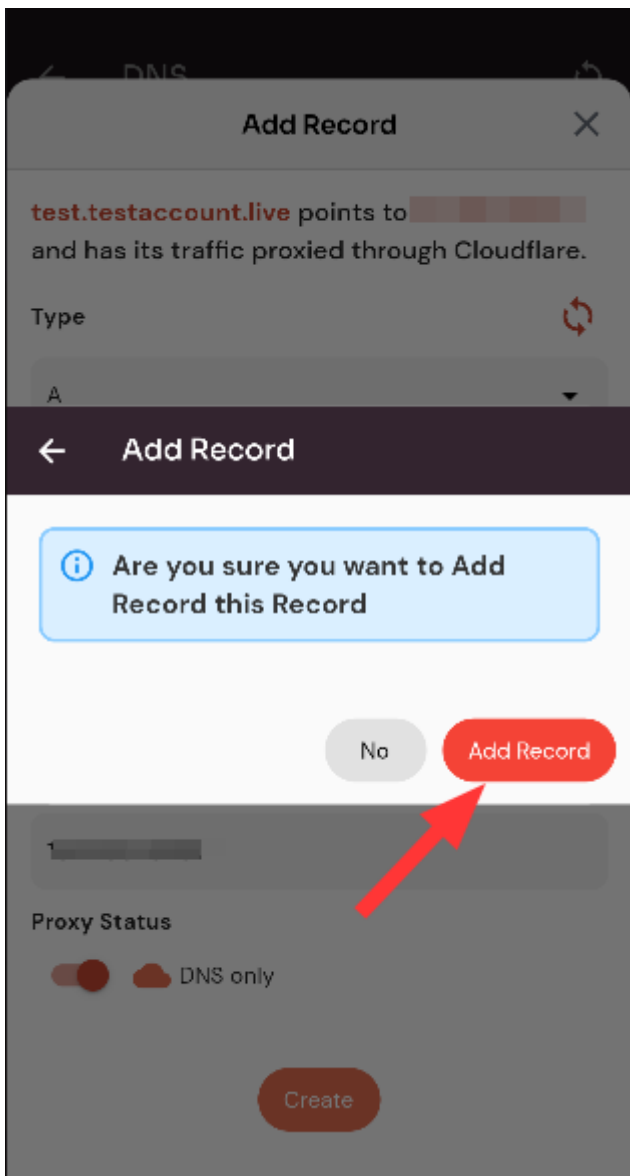 DNS
Add Record
test.testaccount.live points to
and has its traffic proxied through Cloudflare.
Type
A
Add Record
Are you sure you want to Add
Record this Record
No
Add Record
Proxy Status
DNS only
Create